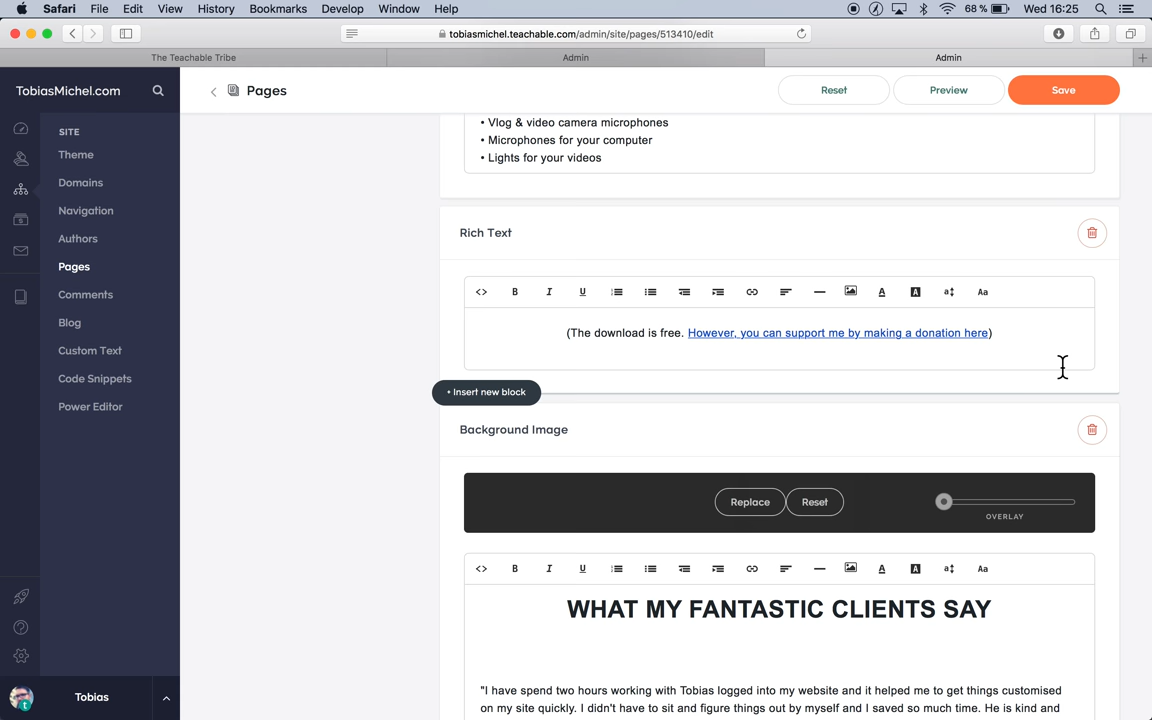 Safari File Edit View History Bookmarks Develop Window Help 68 % Wed 16:25
tobiasmichel.teachable.com/admin/site/pages/513410/edit
The Teachable Tribe Admin Admin
TobiasMichel.com
Pages
Reset Preview Save
SITE
Theme
Domains
Navigation
Authors
Pages
Comments
Blog
Custom Text
Code Snippets
Power Editor
Tobias
• Vlog & video camera microphones
• Microphones for your computer
• Lights for your videos
Rich Text
<> B I U A A Aa
(The download is free. However, you can support me by making a donation here)
+ Insert new block
Background Image
Replace Reset
OVERLAY
<> B I U A A Aa
WHAT MY FANTASTIC CLIENTS SAY
"I have spend two hours working with Tobias logged into my website and it helped me to get things customised
on my site quickly. I didn't have to sit and figure things out by myself and I saved so much time. He is kind and